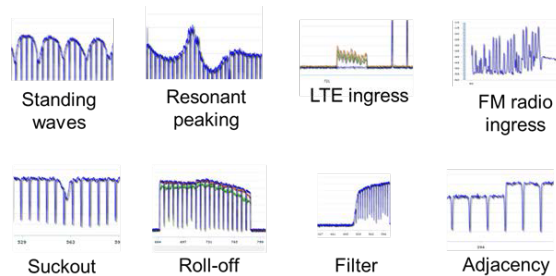 Standing
waves
Resonant
peaking
LTE ingress
FM radio
ingress
Suckout
Roll-off
Filter
Adjacency